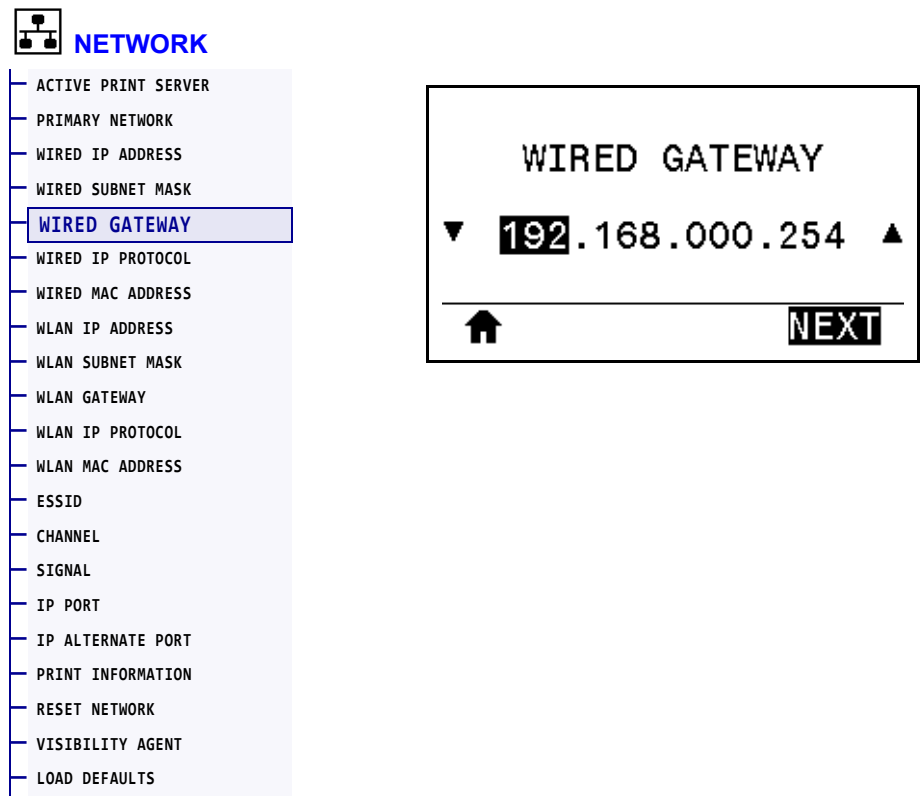 NETWORK
ACTIVE PRINT SERVER
PRIMARY NETWORK
WIRED IP ADDRESS
WIRED SUBNET MASK
WIRED GATEWAY
WIRED IP PROTOCOL
WIRED MAC ADDRESS
WLAN IP ADDRESS
WLAN SUBNET MASK
WLAN GATEWAY
WLAN IP PROTOCOL
WLAN MAC ADDRESS
ESSID
CHANNEL
SIGNAL
IP PORT
IP ALTERNATE PORT
PRINT INFORMATION
RESET NETWORK
VISIBILITY AGENT
LOAD DEFAULTS
WIRED GATEWAY
▼ 192.168.000.254 ▲
NEXT